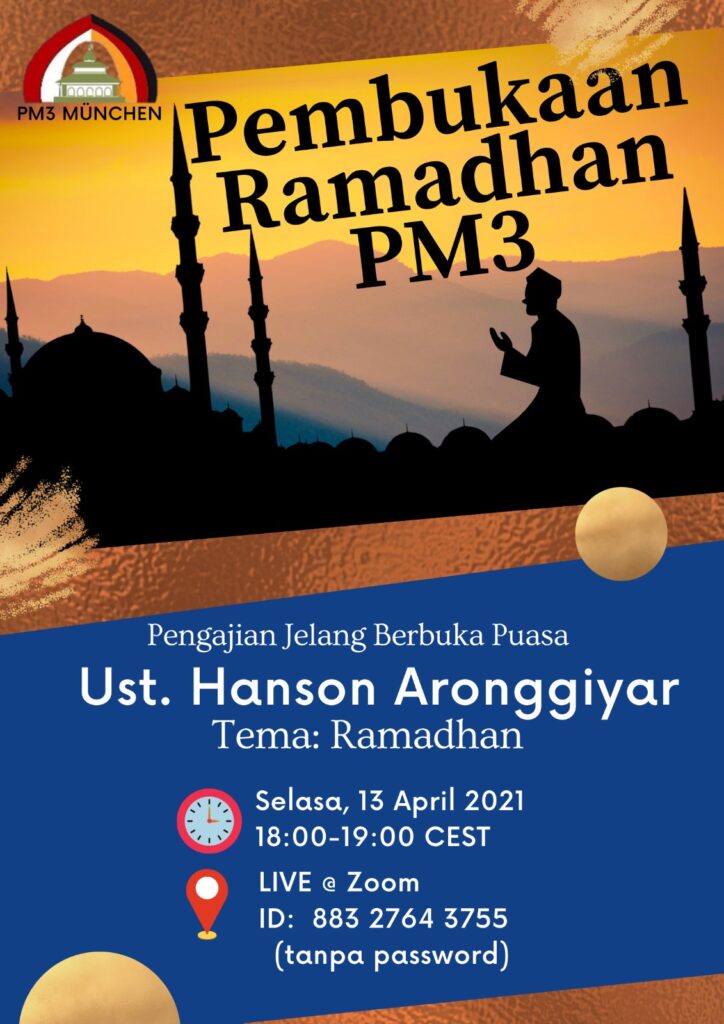 PM3 MÜNCHEN
Pembukaan
Ramadhan
PM3
Pengajian Jelang Berbuka Puasa
Ust. Hanson Aronggiyar
Tema: Ramadhan
Selasa, 13 April 2021
18:00-19:00 CEST
LIVE @ Zoom
ID: 883 2764 3755
(tanpa password)